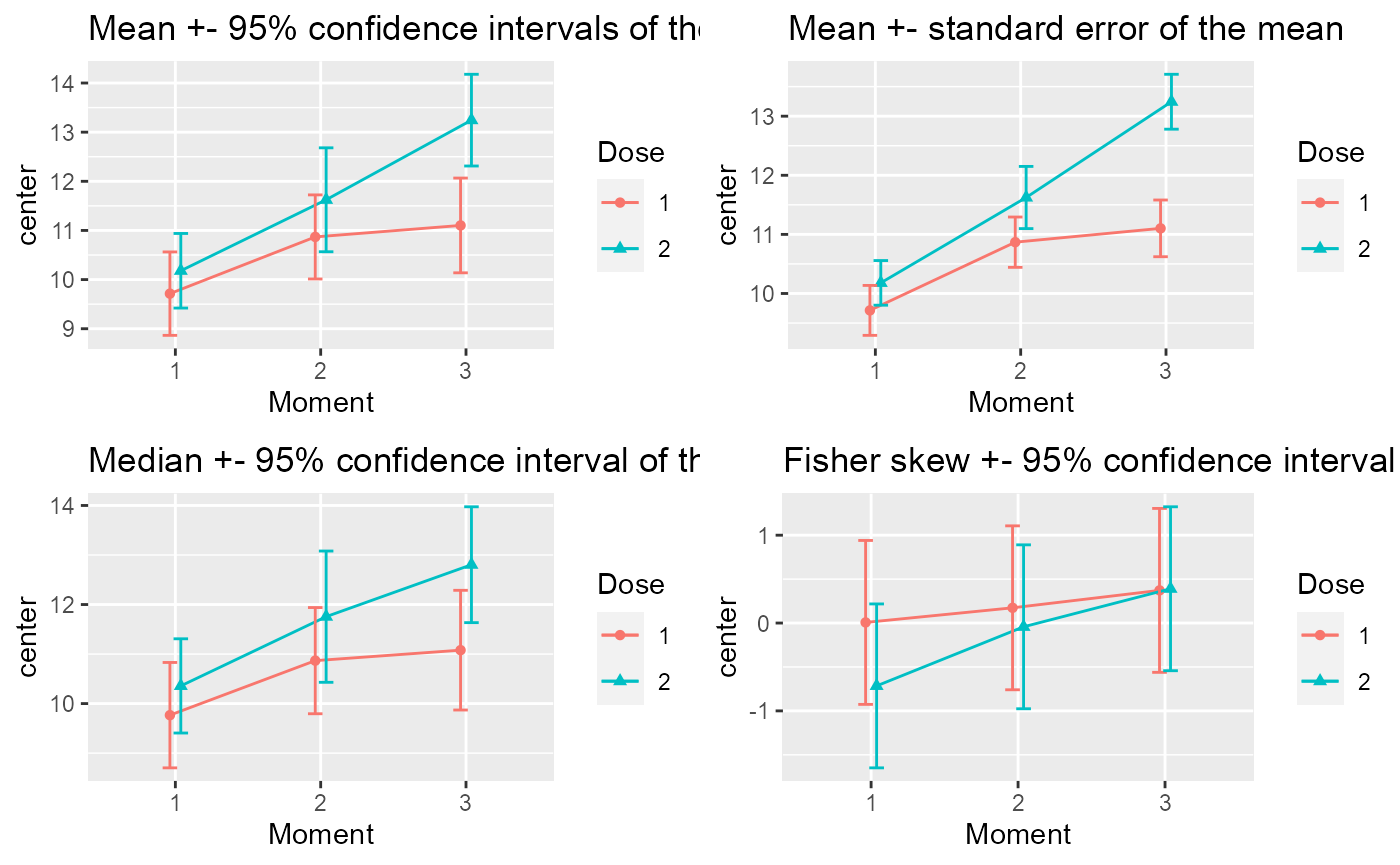 Mean +- 95% confidence intervals of the
14
13
12
11
10
9
center
1 2 3
Moment
Dose
1
2
Mean +- standard error of the mean
13
12
11
10
center
1 2 3
Moment
Dose
1
2
Median +- 95% confidence interval of th
14
12
10
center
1 2 3
Moment
Dose
1
2
Fisher skew +- 95% confidence interval
1
0
-1
center
1 2 3
Moment
Dose
1
2